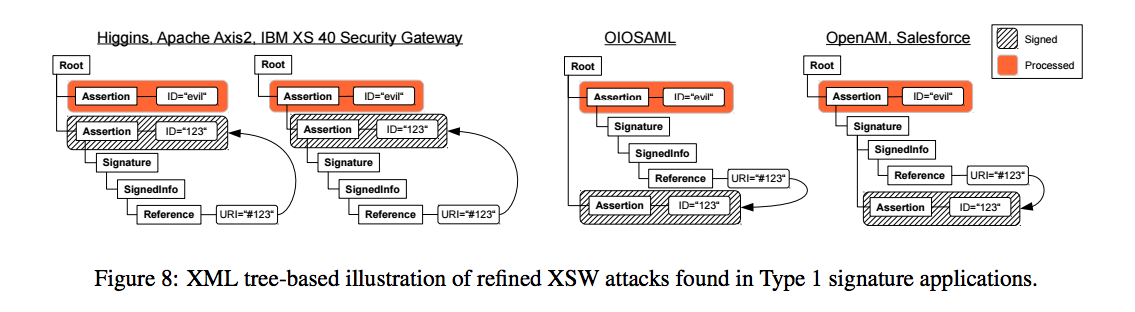 Higgins, Apache Axis2, IBM XS 40 Security Gateway
Root
Assertion ID="evil"
Assertion ID="123"
Signature
SignedInfo
Reference URI="#123"
Root
Assertion ID="evil"
Assertion ID="123"
Signature
SignedInfo
Reference URI="#123"
OIOSAML
Root
Assertion ID="evil"
Signature
SignedInfo
Reference URI="#123"
Assertion ID="123"
OpenAM, Salesforce
Root
Assertion ID="evil"
Signature
SignedInfo
Reference URI="#123"
Assertion ID="123"
Signed
Processed
Figure 8: XML tree-based illustration of refined XSW attacks found in Type 1 signature applications.